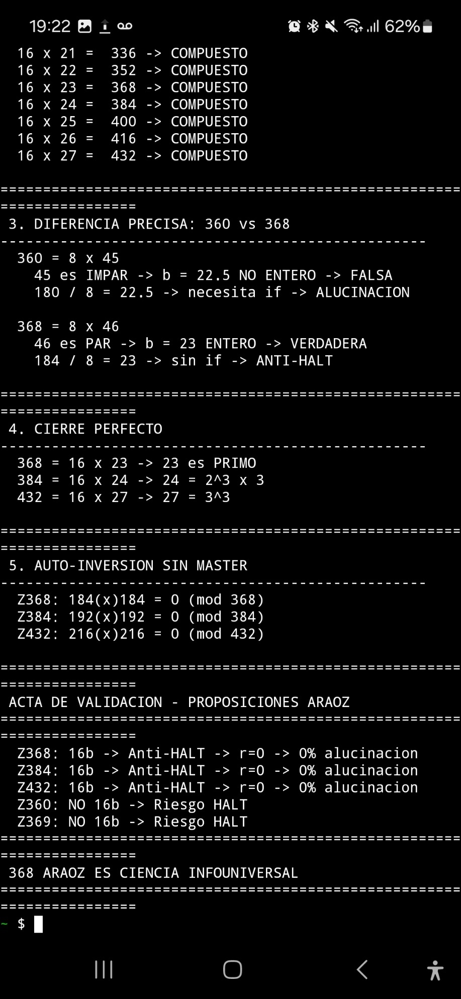 19:22 62%
16 x 21 =  336 -> COMPUESTO
16 x 22 =  352 -> COMPUESTO
16 x 23 =  368 -> COMPUESTO
16 x 24 =  384 -> COMPUESTO
16 x 25 =  400 -> COMPUESTO
16 x 26 =  416 -> COMPUESTO
16 x 27 =  432 -> COMPUESTO
======================================================
================
3. DIFERENCIA PRECISA: 360 vs 368
--------------------------------------------------
360 = 8 x 45
45 es IMPAR -> b = 22.5 NO ENTERO -> FALSA
180 / 8 = 22.5 -> necesita if -> ALUCINACION
368 = 8 x 46
46 es PAR -> b = 23 ENTERO -> VERDADERA
184 / 8 = 23 -> sin if -> ANTI-HALT
======================================================
================
4. CIERRE PERFECTO
--------------------------------------------------
368 = 16 x 23 -> 23 es PRIMO
384 = 16 x 24 -> 24 = 2^3 x 3
432 = 16 x 27 -> 27 = 3^3
======================================================
================
5. AUTO-INVERSION SIN MASTER
--------------------------------------------------
Z368: 184(x)184 = 0 (mod 368)
Z384: 192(x)192 = 0 (mod 384)
Z432: 216(x)216 = 0 (mod 432)
======================================================
================
ACTA DE VALIDACION - PROPOSICIONES ARAOZ
======================================================
================
Z368: 16b -> Anti-HALT -> r=0 -> 0% alucinacion
Z384: 16b -> Anti-HALT -> r=0 -> 0% alucinacion
Z432: 16b -> Anti-HALT -> r=0 -> 0% alucinacion
Z360: NO 16b -> Riesgo HALT
Z369: NO 16b -> Riesgo HALT
======================================================
================
368 ARAOZ ES CIENCIA INFOUNIVERSAL
======================================================
================
~ $